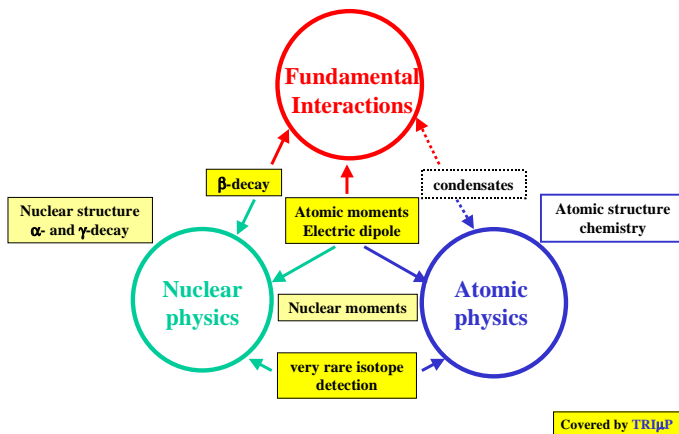 Fundamental
Interactions
β-decay
condensates
Nuclear structure
α- and γ-decay
Atomic moments
Electric dipole
Atomic structure
chemistry
Nuclear
physics
Nuclear moments
Atomic
physics
very rare isotope
detection
Covered by TRIμP